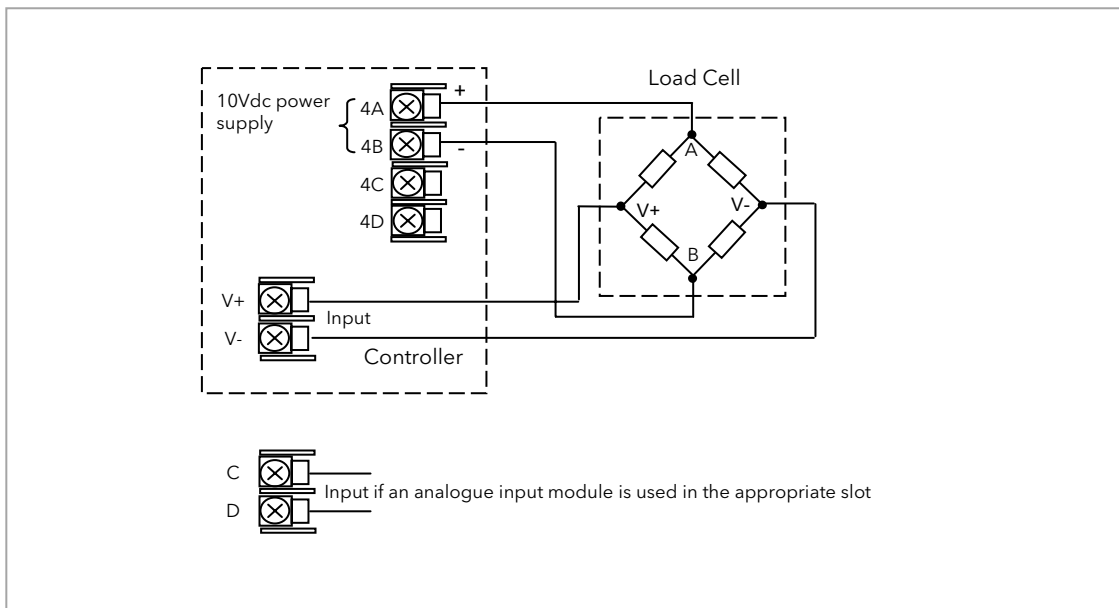 Load Cell
10Vdc power
supply
4A
+
4B
-
4C
4D
A
V+
V-
B
V+
Input
V-
Controller
C
Input if an analogue input module is used in the appropriate slot
D